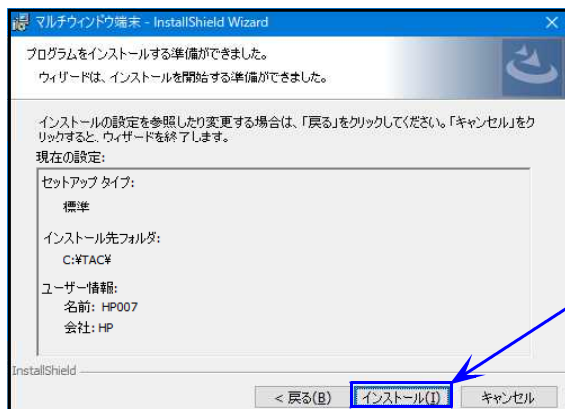 マルチウィンドウ端末 - InstallShield Wizard
プログラムをインストールする準備ができました。
ウィザードは、インストールを開始する準備ができました。
インストールの設定を参照したり変更する場合は、「戻る」をクリックしてください。「キャンセル」をク
リックすると、ウィザードを終了します。
現在の設定:
セットアップ タイプ:
標準
インストール先フォルダ:
C:¥TAC¥
ユーザー情報:
名前: HP007
会社: HP
InstallShield
< 戻る(B)
インストール(I)
キャンセル